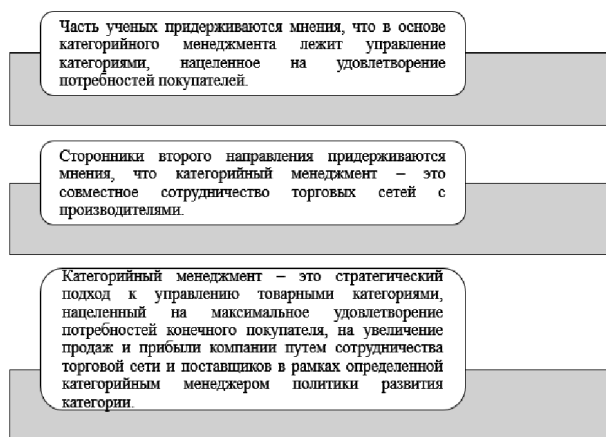 Часть ученых придерживаются мнения, что в основе
категорийного менеджмента лежит управление
категориями, нацеленное на удовлетворение
потребностей покупателей.
Сторонники второго направления придерживаются
мнения, что категорийный менеджмент – это
совместное сотрудничество торговых сетей с
производителями.
Категорийный менеджмент – это стратегический
подход к управлению товарными категориями,
нацеленный на максимальное удовлетворение
потребностей конечного покупателя, на увеличение
продаж и прибыли компании путем сотрудничества
торговой сети и поставщиков в рамках определенной
категорийным менеджером политики развития
категории.